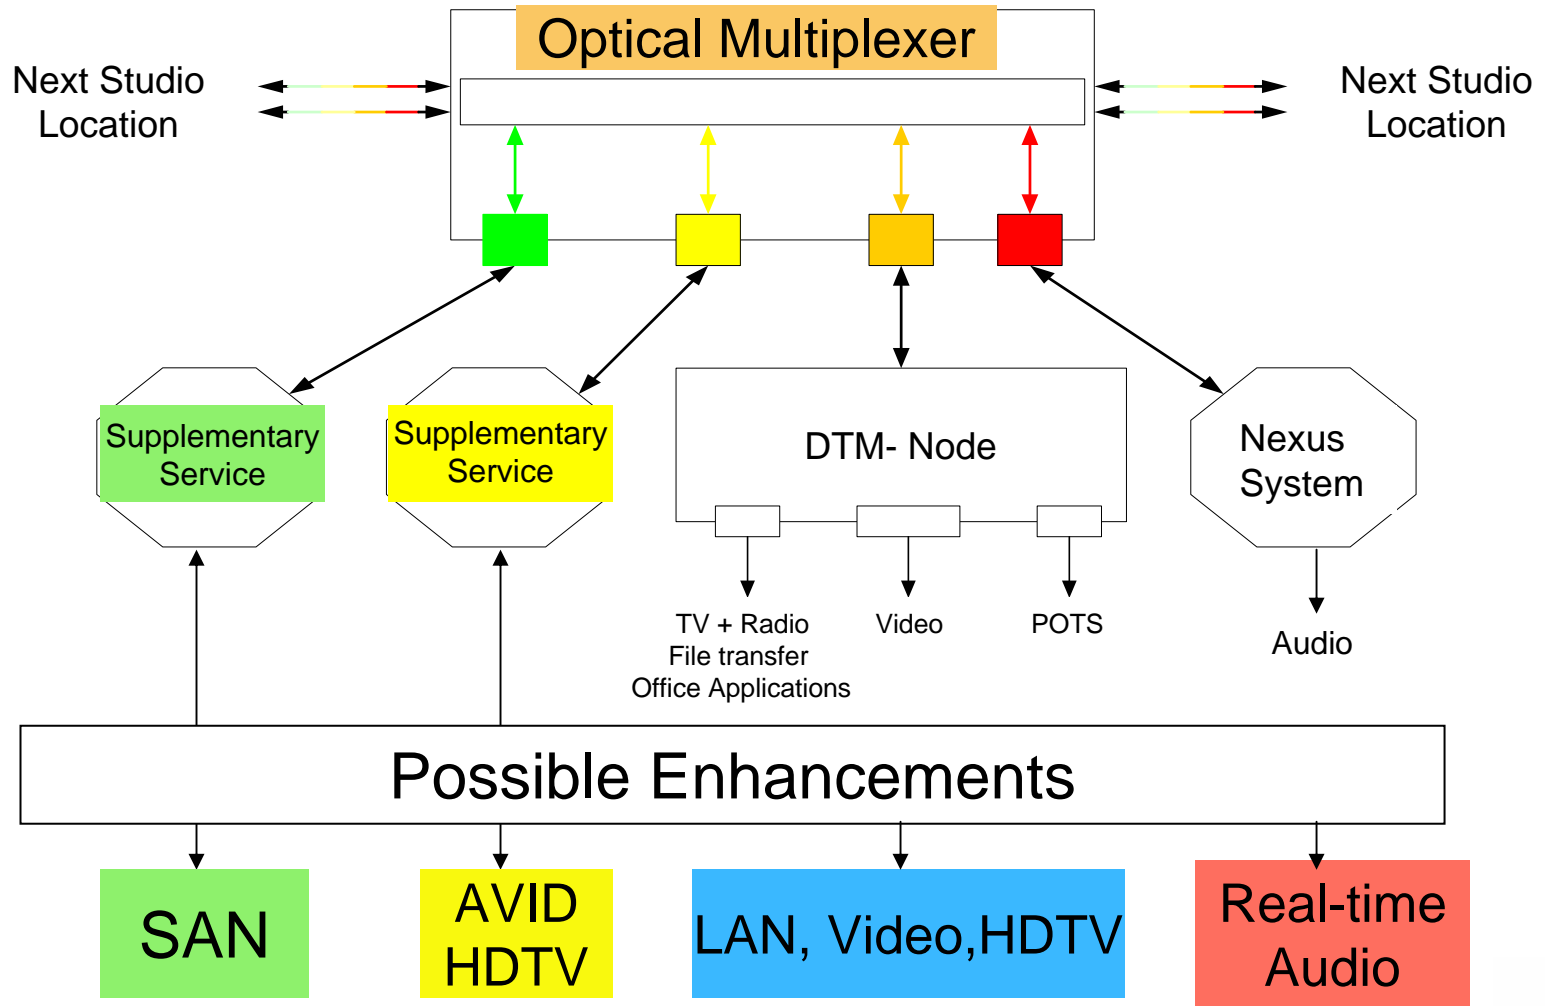 Optical Multiplexer
Next Studio
Location
Next Studio
Location
Supplementary
Service
Supplementary
Service
DTM- Node
Nexus
System
TV + Radio
File transfer
Office Applications
Video
POTS
Audio
Possible Enhancements
SAN
AVID
HDTV
LAN, Video,HDTV
Real-time
Audio